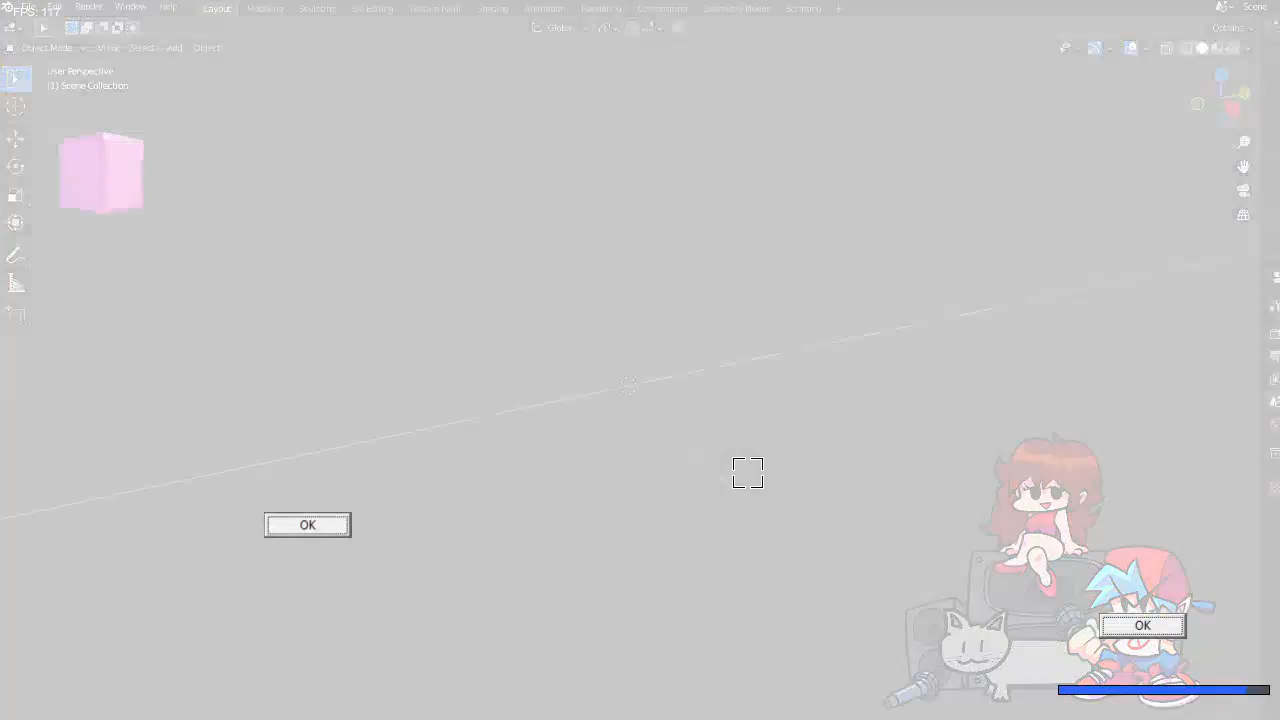 FPS: 117
File Edit Render Window Help Layout Modeling Sculpting UV Editing Texture Paint Shading Animation Rendering Compositing Geometry Nodes Scripting + Scene
Global Options
Object Mode View Select Add Object
User Perspective
(1) Scene Collection
OK
OK